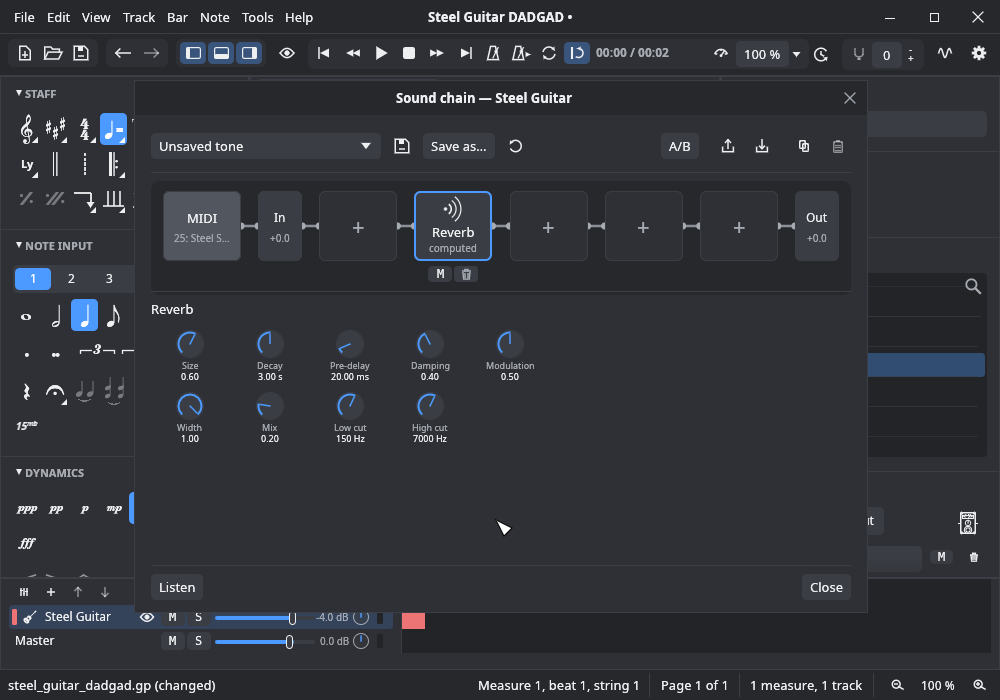 File Edit View Track Bar Note Tools Help
Steel Guitar DADGAD •
00:00 / 00:02
100 %
0
STAFF
Sound chain — Steel Guitar
Unsaved tone
Save as...
A/B
Ly
MIDI
25: Steel S...
In
+0.0
+
Reverb
computed
+
+
+
Out
+0.0
M
NOTE INPUT
1 2 3
3
15mb
Reverb
Size
0.60
Decay
3.00 s
Pre-delay
20.00 ms
Damping
0.40
Modulation
0.50
Width
1.00
Mix
0.20
Low cut
150 Hz
High cut
7000 Hz
DYNAMICS
ppp pp p mp
fff
M
Listen
Close
Steel Guitar M S -4.0 dB
Master M S 0.0 dB
steel_guitar_dadgad.gp (changed)
Measure 1, beat 1, string 1
Page 1 of 1
1 measure, 1 track
100 %